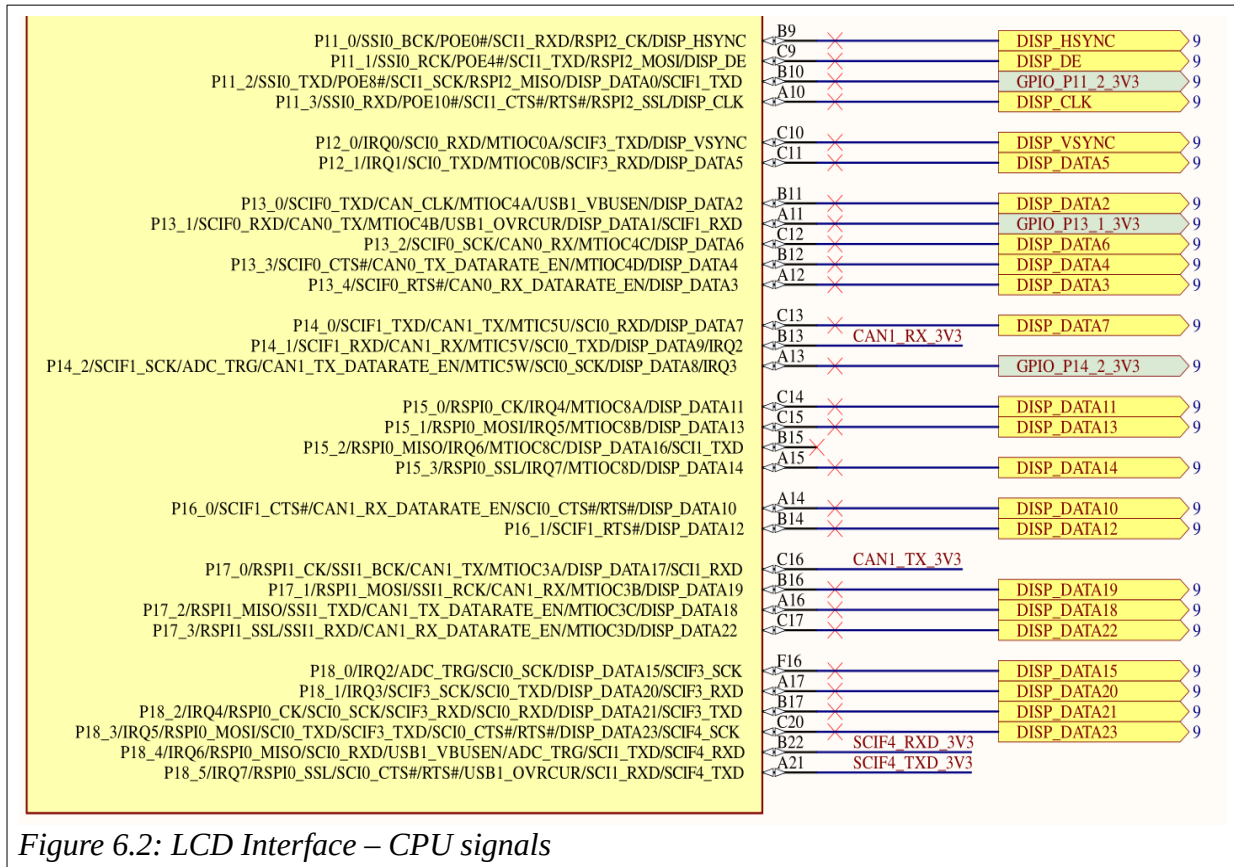 P11_0/SSI0_BCK/POE0#/SCI1_RXD/RSPI2_CK/DISP_HSYNC B9 DISP_HSYNC 9
P11_1/SSI0_RCK/POE4#/SCI1_TXD/RSPI2_MOSI/DISP_DE C9 DISP_DE 9
P11_2/SSI0_TXD/POE8#/SCI1_SCK/RSPI2_MISO/DISP_DATA0/SCIF1_TXD B10 GPIO_P11_2_3V3 9
P11_3/SSI0_RXD/POE10#/SCI1_CTS#/RTS#/RSPI2_SSL/DISP_CLK A10 DISP_CLK 9
P12_0/IRQ0/SCI0_RXD/MTIOC0A/SCIF3_TXD/DISP_VSYNC C10 DISP_VSYNC 9
P12_1/IRQ1/SCI0_TXD/MTIOC0B/SCIF3_RXD/DISP_DATA5 C11 DISP_DATA5 9
P13_0/SCIF0_TXD/CAN_CLK/MTIOC4A/USB1_VBUSEN/DISP_DATA2 B11 DISP_DATA2 9
P13_1/SCIF0_RXD/CAN0_TX/MTIOC4B/USB1_OVRCUR/DISP_DATA1/SCIF1_RXD A11 GPIO_P13_1_3V3 9
P13_2/SCIF0_SCK/CAN0_RX/MTIOC4C/DISP_DATA6 C12 DISP_DATA6 9
P13_3/SCIF0_CTS#/CAN0_TX_DATARATE_EN/MTIOC4D/DISP_DATA4 B12 DISP_DATA4 9
P13_4/SCIF0_RTS#/CAN0_RX_DATARATE_EN/DISP_DATA3 A12 DISP_DATA3 9
P14_0/SCIF1_TXD/CAN1_TX/MTIC5U/SCI0_RXD/DISP_DATA7 C13 DISP_DATA7 9
P14_1/SCIF1_RXD/CAN1_RX/MTIC5V/SCI0_TXD/DISP_DATA9/IRQ2 B13 CAN1_RX_3V3
P14_2/SCIF1_SCK/ADC_TRG/CAN1_TX_DATARATE_EN/MTIC5W/SCI0_SCK/DISP_DATA8/IRQ3 A13 GPIO_P14_2_3V3 9
P15_0/RSPI0_CK/IRQ4/MTIOC8A/DISP_DATA11 C14 DISP_DATA11 9
P15_1/RSPI0_MOSI/IRQ5/MTIOC8B/DISP_DATA13 C15 DISP_DATA13 9
P15_2/RSPI0_MISO/IRQ6/MTIOC8C/DISP_DATA16/SCI1_TXD B15
P15_3/RSPI0_SSL/IRQ7/MTIOC8D/DISP_DATA14 A15 DISP_DATA14 9
P16_0/SCIF1_CTS#/CAN1_RX_DATARATE_EN/SCI0_CTS#/RTS#/DISP_DATA10 A14 DISP_DATA10 9
P16_1/SCIF1_RTS#/DISP_DATA12 B14 DISP_DATA12 9
P17_0/RSPI1_CK/SSI1_BCK/CAN1_TX/MTIOC3A/DISP_DATA17/SCI1_RXD C16 CAN1_TX_3V3
P17_1/RSPI1_MOSI/SSI1_RCK/CAN1_RX/MTIOC3B/DISP_DATA19 B16 DISP_DATA19 9
P17_2/RSPI1_MISO/SSI1_TXD/CAN1_TX_DATARATE_EN/MTIOC3C/DISP_DATA18 A16 DISP_DATA18 9
P17_3/RSPI1_SSL/SSI1_RXD/CAN1_RX_DATARATE_EN/MTIOC3D/DISP_DATA22 C17 DISP_DATA22 9
P18_0/IRQ2/ADC_TRG/SCI0_SCK/DISP_DATA15/SCIF3_SCK F16 DISP_DATA15 9
P18_1/IRQ3/SCIF3_SCK/SCI0_TXD/DISP_DATA20/SCIF3_RXD A17 DISP_DATA20 9
P18_2/IRQ4/RSPI0_CK/SCI0_SCK/SCIF3_RXD/SCI0_RXD/DISP_DATA21/SCIF3_TXD B17 DISP_DATA21 9
P18_3/IRQ5/RSPI0_MOSI/SCI0_TXD/SCIF3_TXD/SCI0_CTS#/RTS#/DISP_DATA23/SCIF4_SCK C20 DISP_DATA23 9
P18_4/IRQ6/RSPI0_MISO/SCI0_RXD/USB1_VBUSEN/ADC_TRG/SCI1_TXD/SCIF4_RXD B22 SCIF4_RXD_3V3
P18_5/IRQ7/RSPI0_SSL/SCI0_CTS#/RTS#/USB1_OVRCUR/SCI1_RXD/SCIF4_TXD A21 SCIF4_TXD_3V3
Figure 6.2: LCD Interface – CPU signals